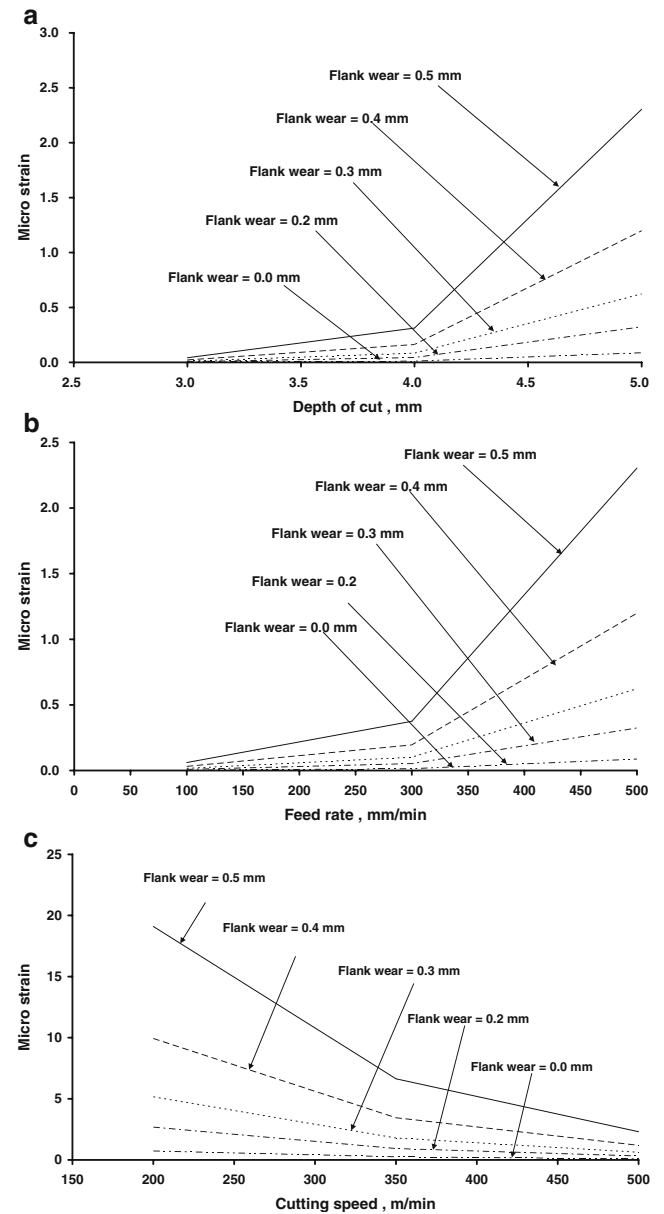 a
3.0
Flank wear = 0.5 mm
2.5
Flank wear = 0.4 mm
2.0
Flank wear = 0.3 mm
1.5
Flank wear = 0.2 mm
1.0
Flank wear = 0.0 mm
0.5
0.0
Micro strain
2.5 3.0 3.5 4.0 4.5 5.0
Depth of cut , mm
b
2.5
Flank wear = 0.5 mm
Flank wear = 0.4 mm
2.0
Flank wear = 0.3 mm
1.5
Flank wear = 0.2
Flank wear = 0.0 mm
1.0
0.5
0.0
Micro strain
0 50 100 150 200 250 300 350 400 450 500
Feed rate , mm/min
c
25
Flank wear = 0.5 mm
20
Flank wear = 0.4 mm
Flank wear = 0.3 mm
15
Flank wear = 0.2 mm
10
Flank wear = 0.0 mm
5
0
Micro strain
150 200 250 300 350 400 450 500
Cutting speed , m/min